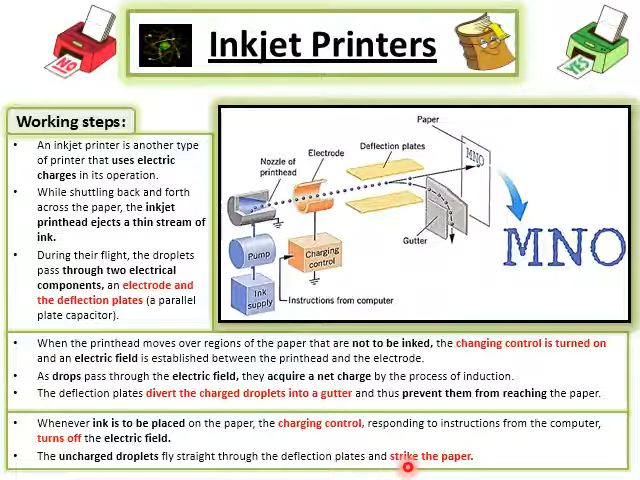 Inkjet Printers
NO
YES
Working steps:
• An inkjet printer is another type
of printer that uses electric
charges in its operation.
• While shuttling back and forth
across the paper, the inkjet
printhead ejects a thin stream of
ink.
• During their flight, the droplets
pass through two electrical
components, an electrode and
the deflection plates (a parallel
plate capacitor).
Paper
Deflection plates
Electrode
Nozzle of
printhead
MNO
Gutter
Pump
Charging
control
Ink
supply
Instructions from computer
MNO
• When the printhead moves over regions of the paper that are not to be inked, the changing control is turned on
and an electric field is established between the printhead and the electrode.
• As drops pass through the electric field, they acquire a net charge by the process of induction.
• The deflection plates divert the charged droplets into a gutter and thus prevent them from reaching the paper.
• Whenever ink is to be placed on the paper, the charging control, responding to instructions from the computer,
turns off the electric field.
• The uncharged droplets fly straight through the deflection plates and strike the paper.